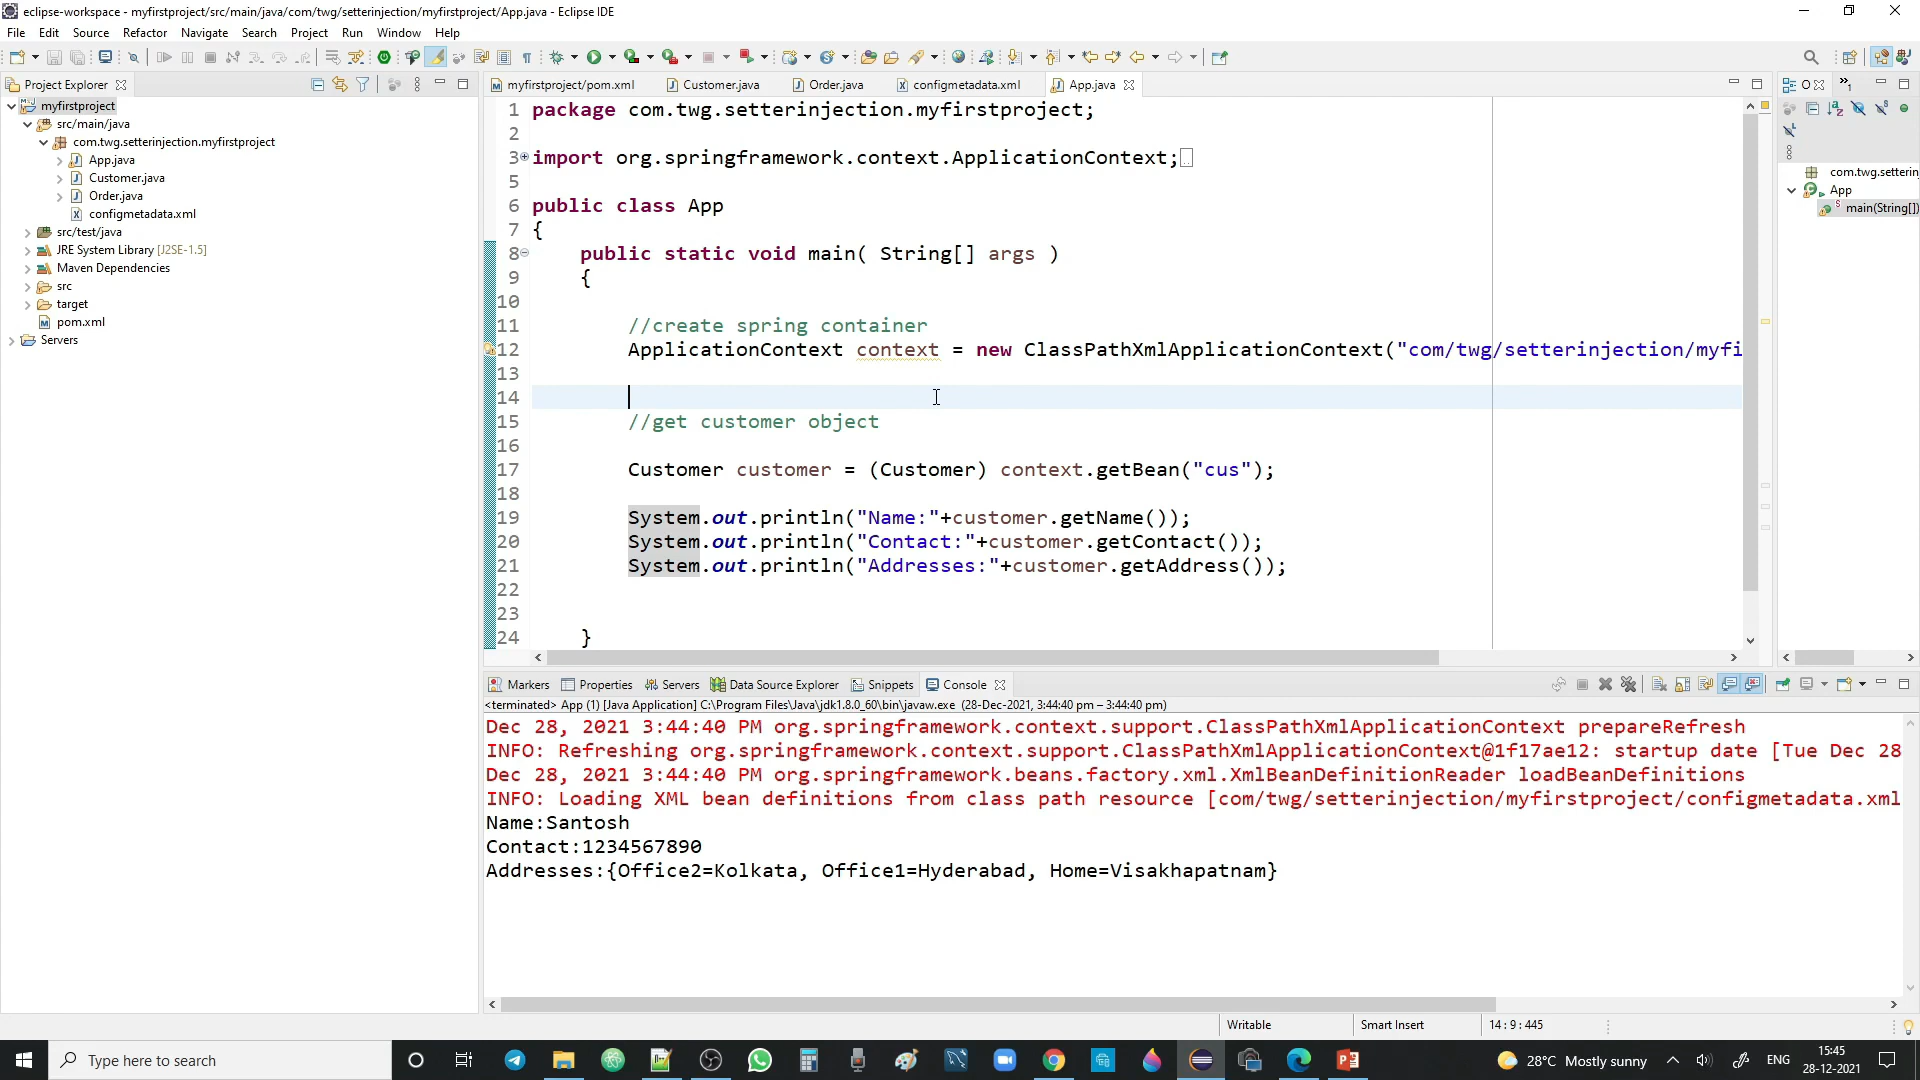 eclipse-workspace - myfirstproject/src/main/java/com/twg/setterinjection/myfirstproject/App.java - Eclipse IDE
File Edit Source Refactor Navigate Search Project Run Window Help
Project Explorer
myfirstproject
src/main/java
com.twg.setterinjection.myfirstproject
App.java
Customer.java
Order.java
configmetadata.xml
src/test/java
JRE System Library [J2SE-1.5]
Maven Dependencies
src
target
pom.xml
Servers
myfirstproject/pom.xml Customer.java Order.java configmetadata.xml App.java
1 package com.twg.setterinjection.myfirstproject;
2
3 import org.springframework.context.ApplicationContext;
5
6 public class App
7 {
8 public static void main( String[] args )
9 {
10
11 //create spring container
12 ApplicationContext context = new ClassPathXmlApplicationContext("com/twg/setterinjection/myfi
13
14
15 //get customer object
16
17 Customer customer = (Customer) context.getBean("cus");
18
19 System.out.println("Name:"+customer.getName());
20 System.out.println("Contact:"+customer.getContact());
21 System.out.println("Addresses:"+customer.getAddress());
22
23
24 }
O
com.twg.setterin
App
main(String[])
Markers Properties Servers Data Source Explorer Snippets Console
<terminated> App (1) [Java Application] C:\Program Files\Java\jdk1.8.0_60\bin\javaw.exe (28-Dec-2021, 3:44:40 pm – 3:44:40 pm)
Dec 28, 2021 3:44:40 PM org.springframework.context.support.ClassPathXmlApplicationContext prepareRefresh
INFO: Refreshing org.springframework.context.support.ClassPathXmlApplicationContext@1f17ae12: startup date [Tue Dec 28
Dec 28, 2021 3:44:40 PM org.springframework.beans.factory.xml.XmlBeanDefinitionReader loadBeanDefinitions
INFO: Loading XML bean definitions from class path resource [com/twg/setterinjection/myfirstproject/configmetadata.xml
Name:Santosh
Contact:1234567890
Addresses:{Office2=Kolkata, Office1=Hyderabad, Home=Visakhapatnam}
Writable Smart Insert 14 : 9 : 445
Type here to search
28°C Mostly sunny
ENG
15:45
28-12-2021